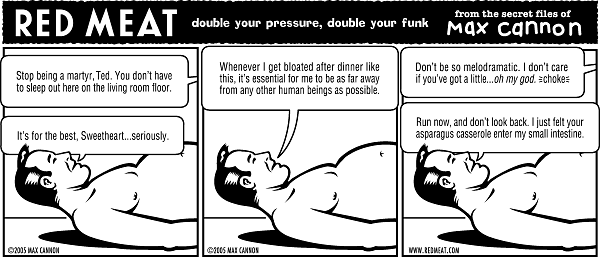 RED MEAT
double your pressure, double your funk
from the secret files of
Max cannon
Stop being a martyr, Ted. You don't have
to sleep out here on the living room floor.
It's for the best, Sweetheart...seriously.
©2005 MAX CANNON
Whenever I get bloated after dinner like
this, it's essential for me to be as far away
from any other human beings as possible.
©2005 MAX CANNON
Don't be so melodramatic. I don't care
if you've got a little...oh my god. ≥choke≤
Run now, and don't look back. I just felt your
asparagus casserole enter my small intestine.
WWW.REDMEAT.COM